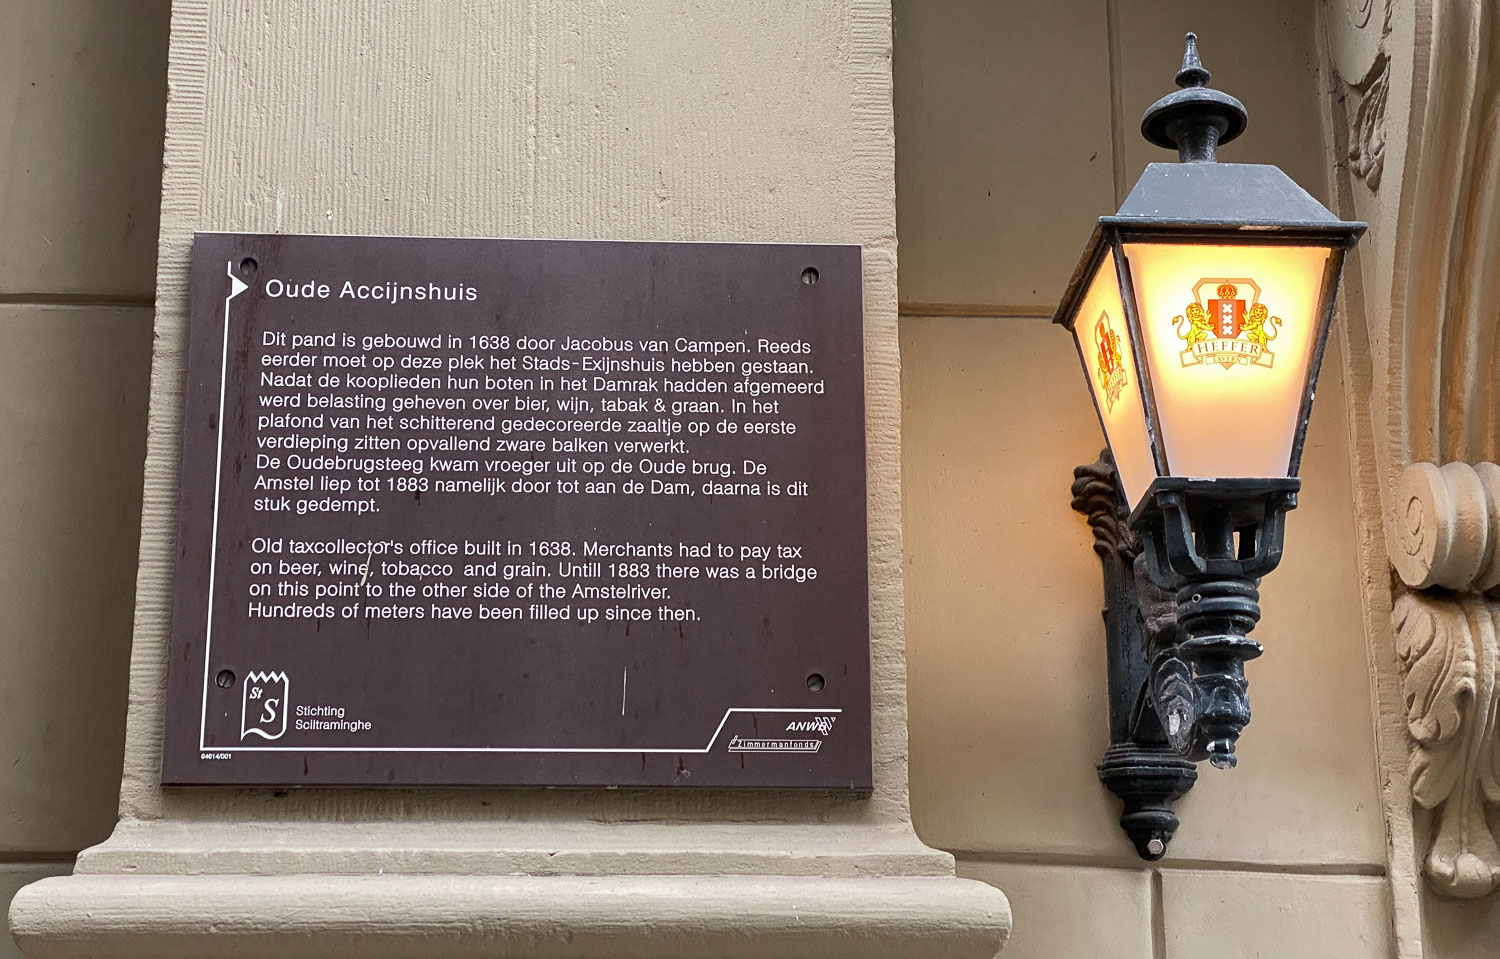 Oude Accijnshuis
Dit pand is gebouwd in 1638 door Jacobus van Campen. Reeds
eerder moet op deze plek het Stads-Exijnshuis hebben gestaan.
Nadat de kooplieden hun boten in het Damrak hadden afgemeerd
werd belasting geheven over bier, wijn, tabak & graan. In het
plafond van het schitterend gedecoreerde zaaltje op de eerste
verdieping zitten opvallend zware balken verwerkt.
De Oudebrugsteeg kwam vroeger uit op de Oude brug. De
Amstel liep tot 1883 namelijk door tot aan de Dam, daarna is dit
stuk gedempt.
Old taxcollector's office built in 1638. Merchants had to pay tax
on beer, wine, tobacco and grain. Untill 1883 there was a bridge
on this point to the other side of the Amstelriver.
Hundreds of meters have been filled up since then.
St
S
Stichting
Sciltraminghe
64614/001
ANWB
Zimmermanfonds
HEFFER
TAVERN